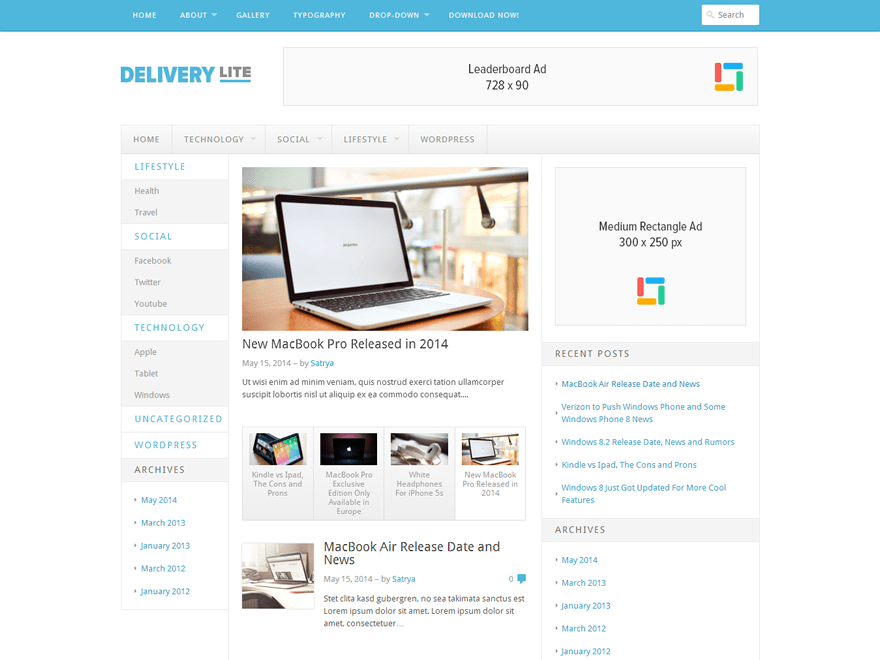 HOME ABOUT GALLERY TYPOGRAPHY DROP-DOWN DOWNLOAD NOW! Search
DELIVERY LITE
Leaderboard Ad
728 x 90
HOME TECHNOLOGY SOCIAL LIFESTYLE WORDPRESS
LIFESTYLE
Health
Travel
SOCIAL
Facebook
Twitter
Youtube
TECHNOLOGY
Apple
Tablet
Windows
UNCATEGORIZED
WORDPRESS
ARCHIVES
May 2014
March 2013
January 2013
March 2012
January 2012
New MacBook Pro Released in 2014
May 15, 2014 – by Satrya
Ut wisi enim ad minim veniam, quis nostrud exerci tation ullamcorper
suscipit lobortis nisl ut aliquip ex ea commodo consequat....
Kindle vs Ipad,
The Cons and
Prons
MacBook Pro
Exclusive
Edition Only
Available in
Europe
White
Headphones
For iPhone 5s
New MacBook
Pro Released in
2014
MacBook Air Release Date and
News
May 15, 2014 – by Satrya 0
Stet clita kasd gubergren, no sea takimata sanctus est
Lorem ipsum dolor sit amet. Lorem ipsum dolor sit
amet, consectetuer…
Medium Rectangle Ad
300 x 250 px
RECENT POSTS
MacBook Air Release Date and News
Verizon to Push Windows Phone and Some
Windows Phone 8 News
Windows 8.2 Release Date, News and Rumors
Kindle vs Ipad, The Cons and Prons
Windows 8 Just Got Updated For More Cool
Features
ARCHIVES
May 2014
March 2013
January 2013
March 2012
January 2012